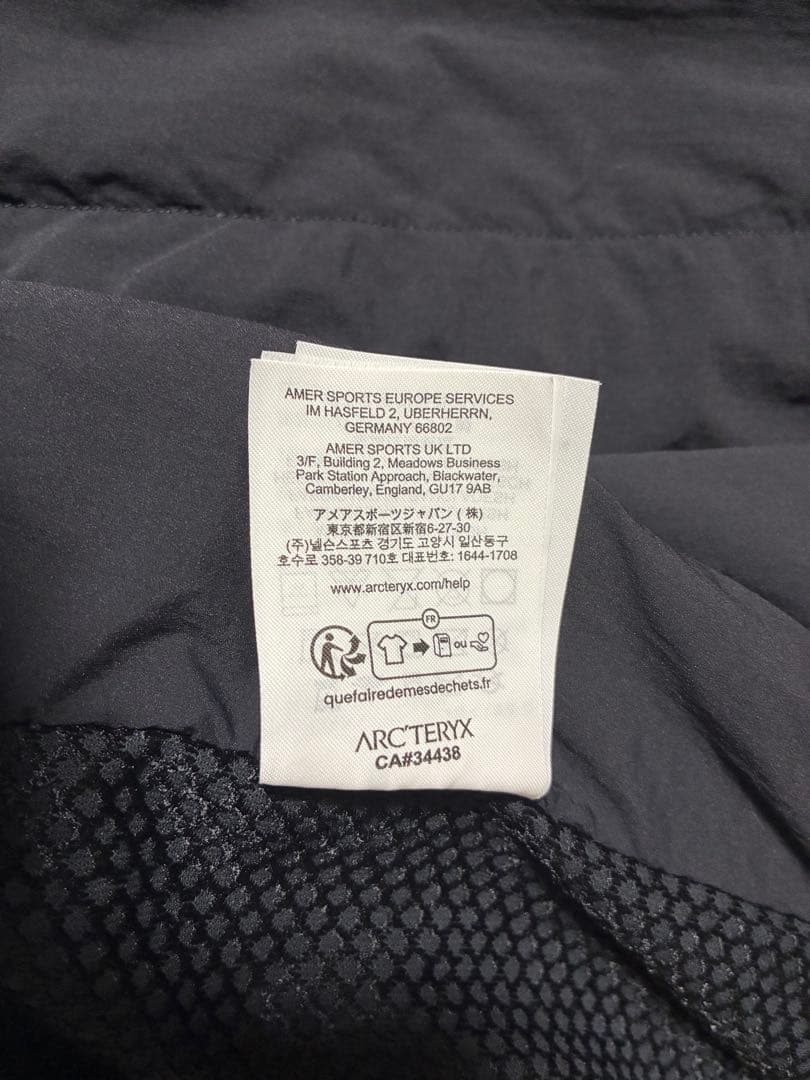 AMER SPORTS EUROPE SERVICES
IM HASFELD 2, UBERHERRN,
GERMANY 66802
AMER SPORTS UK LTD
3/F, Building 2, Meadows Business
Park Station Approach, Blackwater,
Camberley, England, GU17 9AB
アメアスポーツジャパン (株)
東京都新宿区新宿6-27-30
(주)넬슨스포츠 경기도 고양시 일산동구
호수로 358-39 710호 대표번호: 1644-1708
www.arcteryx.com/help
FR
ou
quefairedemesdechets.fr
ARC'TERYX
CA#34438